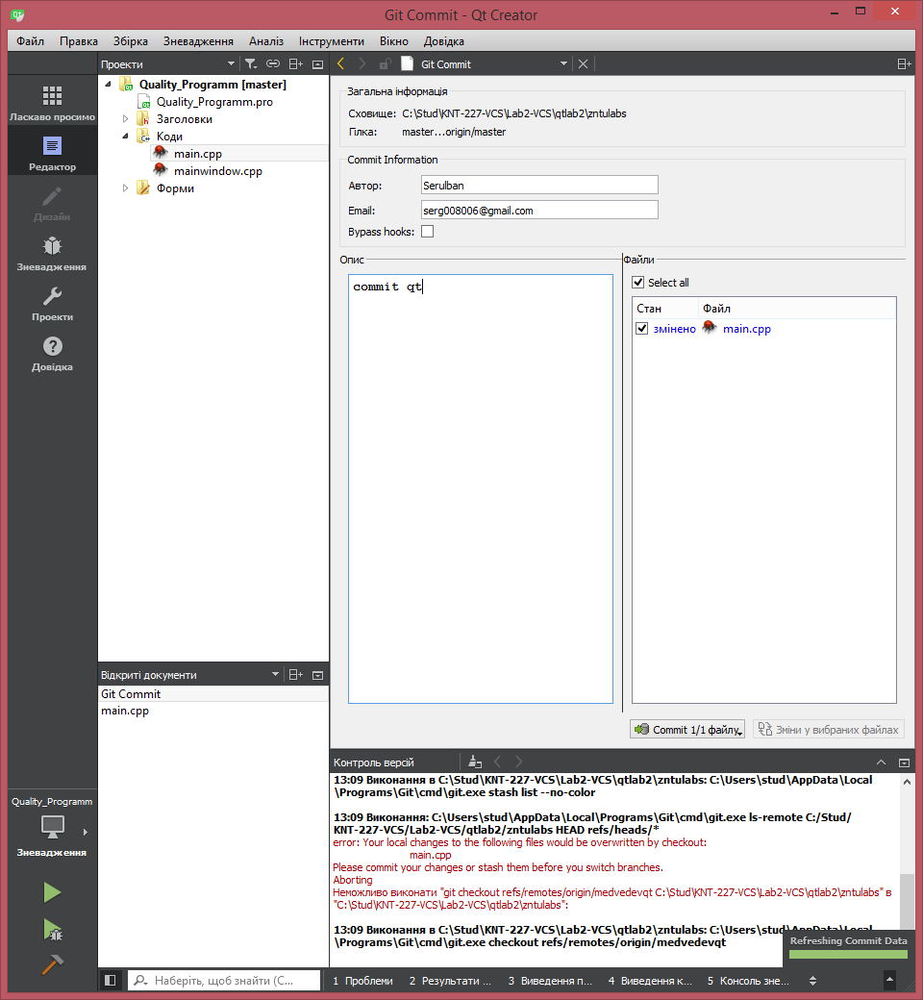 Git Commit - Qt Creator
Файл Правка Збірка Зневадження Аналіз Інструменти Вікно Довідка
Проекти
Git Commit
Ласкаво просимо
Редактор
Дизайн
Зневадження
Проекти
Довідка
Quality_Programm [master]
Quality_Programm.pro
Заголовки
Коди
main.cpp
mainwindow.cpp
Форми
Загальна інформація
Сховище: C:\Stud\KNT-227-VCS\Lab2-VCS\qtlab2\zntulabs
Гілка: master...origin/master
Commit Information
Автор: Serulban
Email: serg008006@gmail.com
Bypass hooks:
Опис
commit qt
Файли
Select all
Стан Файл
змінено main.cpp
Commit 1/1 файлу Зміни у вибраних файлах
Відкриті документи
Git Commit
main.cpp
Контроль версій
13:09 Виконання в C:\Stud\KNT-227-VCS\Lab2-VCS\qtlab2\zntulabs: C:\Users\stud\AppData\Local
\Programs\Git\cmd\git.exe stash list --no-color
13:09 Виконання: C:\Users\stud\AppData\Local\Programs\Git\cmd\git.exe ls-remote C:/Stud/
KNT-227-VCS/Lab2-VCS/qtlab2/zntulabs HEAD refs/heads/*
error: Your local changes to the following files would be overwritten by checkout:
main.cpp
Please commit your changes or stash them before you switch branches.
Aborting
Неможливо виконати "git checkout refs/remotes/origin/medvedevqt C:\Stud\KNT-227-VCS\Lab2-VCS\qtlab2\zntulabs" в
"C:\Stud\KNT-227-VCS\Lab2-VCS\qtlab2\zntulabs":
13:09 Виконання в C:\Stud\KNT-227-VCS\Lab2-VCS\qtlab2\zntulabs: C:\Users\stud\AppData\Local
\Programs\Git\cmd\git.exe checkout refs/remotes/origin/medvedevqt
Refreshing Commit Data
Quality_Programm
Зневадження
Наберіть, щоб знайти (C...
1 Проблеми 2 Результати ... 3 Виведення п... 4 Виведення к... 5 Консоль зне...